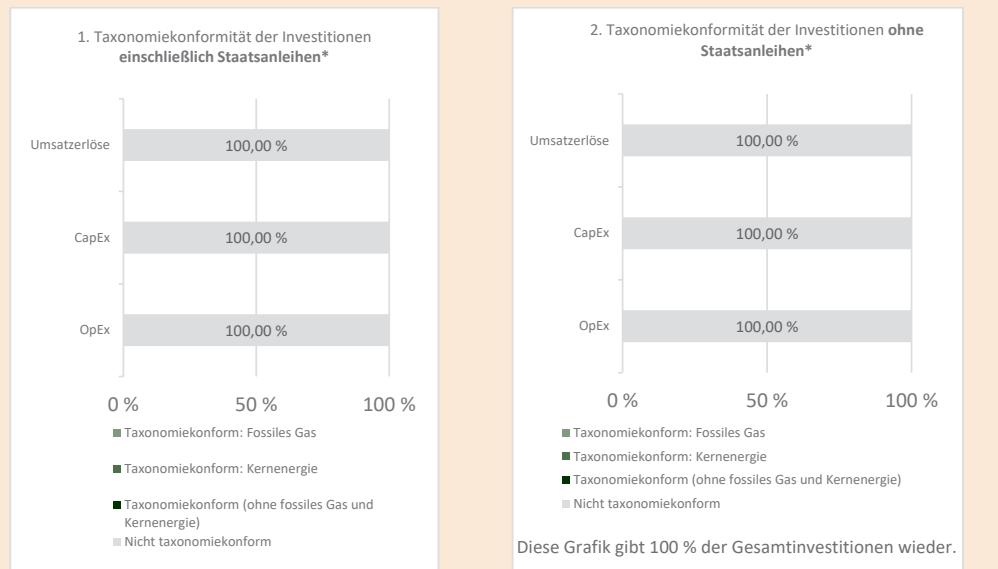 1. Taxonomiekonformität der Investitionen
einschließlich Staatsanleihen*
Umsatzerlöse
100,00 %
CapEx
100,00 %
OpEx
100,00 %
0 %
50 %
100 %
Taxonomiekonform: Fossiles Gas
Taxonomiekonform: Kernenergie
Taxonomiekonform (ohne fossiles Gas und
Kernenergie)
Nicht taxonomiekonform
2. Taxonomiekonformität der Investitionen ohne
Staatsanleihen*
Umsatzerlöse
100,00 %
CapEx
100,00 %
OpEx
100,00 %
0 %
50 %
100 %
Taxonomiekonform: Fossiles Gas
Taxonomiekonform: Kernenergie
Taxonomiekonform (ohne fossiles Gas und Kernenergie)
Nicht taxonomiekonform
Diese Grafik gibt 100 % der Gesamtinvestitionen wieder.